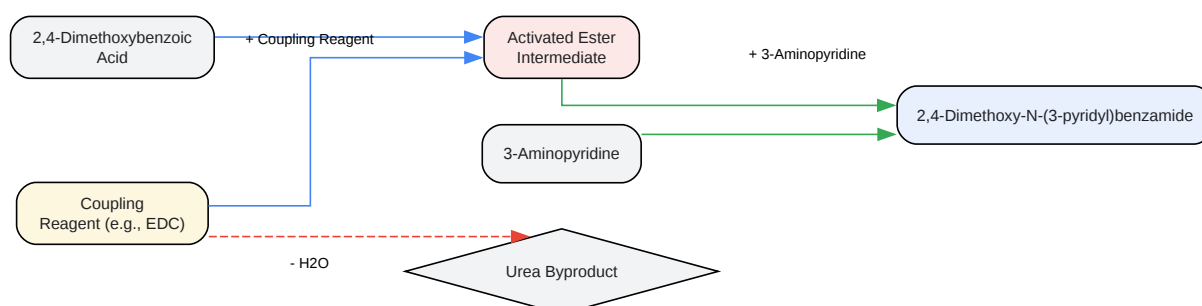 2,4-Dimethoxybenzoic
Acid
+ Coupling Reagent
Activated Ester
Intermediate
+ 3-Aminopyridine
2,4-Dimethoxy-N-(3-pyridyl)benzamide
3-Aminopyridine
Coupling
Reagent (e.g., EDC)
- H2O
Urea Byproduct